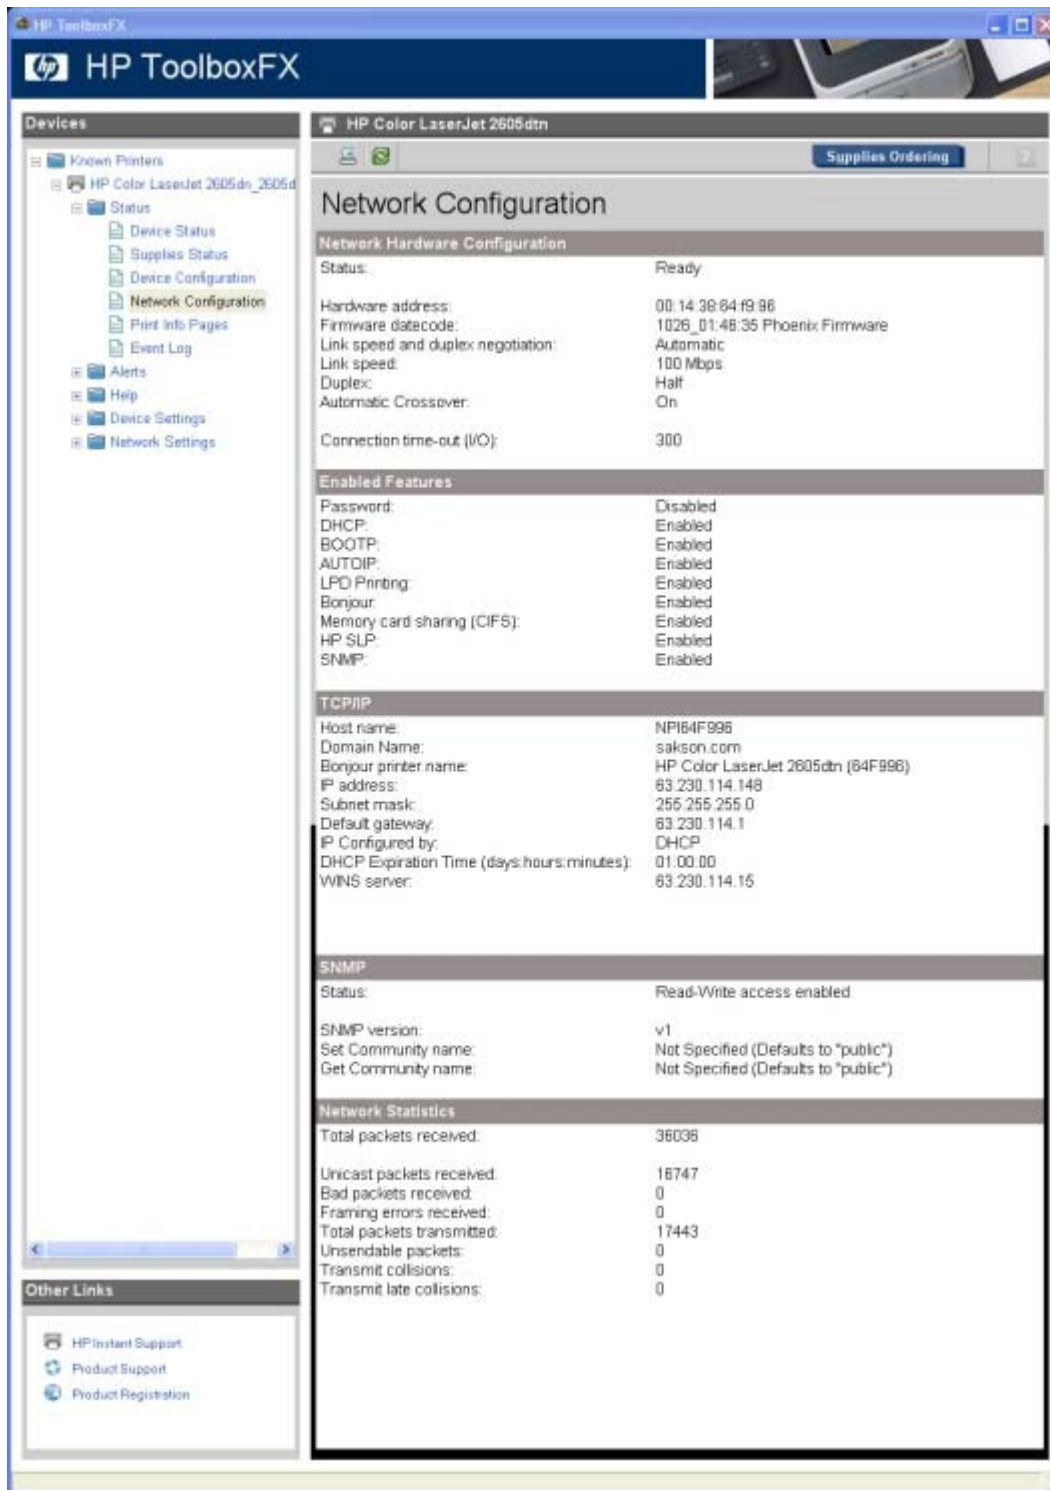 HP ToolboxFX
hp HP ToolboxFX
Devices
Known Printers
HP Color LaserJet 2605dn_2605d
Status
Device Status
Supplies Status
Device Configuration
Network Configuration
Print Info Pages
Event Log
Alerts
Help
Device Settings
Network Settings
Other Links
HP Instant Support
Product Support
Product Registration
HP Color LaserJet 2605dtn
Supplies Ordering
Network Configuration
Network Hardware Configuration
Status: Ready
Hardware address: 00:14:38:64:f9:96
Firmware datecode: 1026_01:46:35 Phoenix Firmware
Link speed and duplex negotiation: Automatic
Link speed: 100 Mbps
Duplex: Half
Automatic Crossover: On
Connection time-out (I/O): 300
Enabled Features
Password: Disabled
DHCP: Enabled
BOOTP: Enabled
AUTOIP: Enabled
LPD Printing: Enabled
Bonjour: Enabled
Memory card sharing (CIFS): Enabled
HP SLP: Enabled
SNMP: Enabled
TCP/IP
Host name: NPI64F996
Domain Name: sakson.com
Bonjour printer name: HP Color LaserJet 2605dtn (64F996)
IP address: 63.230.114.148
Subnet mask: 255.255.255.0
Default gateway: 63.230.114.1
IP Configured by: DHCP
DHCP Expiration Time (days:hours:minutes): 01:00:00
WINS server: 63.230.114.15
SNMP
Status: Read-Write access enabled
SNMP version: v1
Set Community name: Not Specified (Defaults to "public")
Get Community name: Not Specified (Defaults to "public")
Network Statistics
Total packets received: 36036
Unicast packets received: 16747
Bad packets received: 0
Framing errors received: 0
Total packets transmitted: 17443
Unsendable packets: 0
Transmit collisions: 0
Transmit late collisions: 0